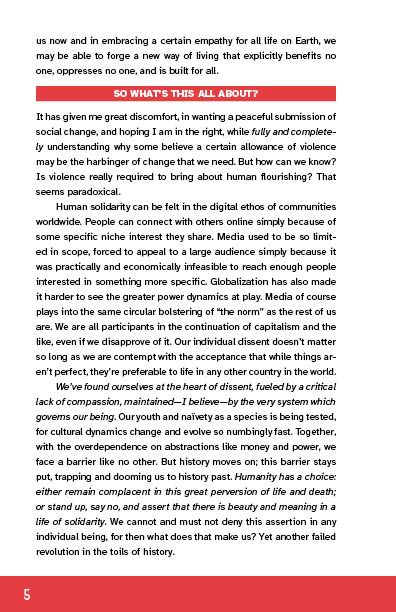 us now and in embracing a certain empathy for all life on Earth, we
may be able to forge a new way of living that explicitly benefits no
one, oppresses no one, and is built for all.
SO WHAT'S THIS ALL ABOUT?
It has given me great discomfort, in wanting a peaceful submission of
social change, and hoping I am in the right, while fully and complete-
ly understanding why some believe a certain allowance of violence
may be the harbinger of change that we need. But how can we know?
Is violence really required to bring about human flourishing? That
seems paradoxical.
Human solidarity can be felt in the digital ethos of communities
worldwide. People can connect with others online simply because of
some specific niche interest they share. Media used to be so limit-
ed in scope, forced to appeal to a large audience simply because it
was practically and economically infeasible to reach enough people
interested in something more specific. Globalization has also made
it harder to see the greater power dynamics at play. Media of course
plays into the same circular bolstering of “the norm” as the rest of us
are. We are all participants in the continuation of capitalism and the
like, even if we disapprove of it. Our individual dissent doesn't matter
so long as we are contempt with the acceptance that while things ar-
en't perfect, they're preferable to life in any other country in the world.
We've found ourselves at the heart of dissent, fueled by a critical
lack of compassion, maintained—I believe—by the very system which
governs our being. Our youth and naïvety as a species is being tested,
for cultural dynamics change and evolve so numbingly fast. Together,
with the overdependence on abstractions like money and power, we
face a barrier like no other. But history moves on; this barrier stays
put, trapping and dooming us to history past. Humanity has a choice:
either remain complacent in this great perversion of life and death;
or stand up, say no, and assert that there is beauty and meaning in a
life of solidarity. We cannot and must not deny this assertion in any
individual being, for then what does that make us? Yet another failed
revolution in the toils of history.
5